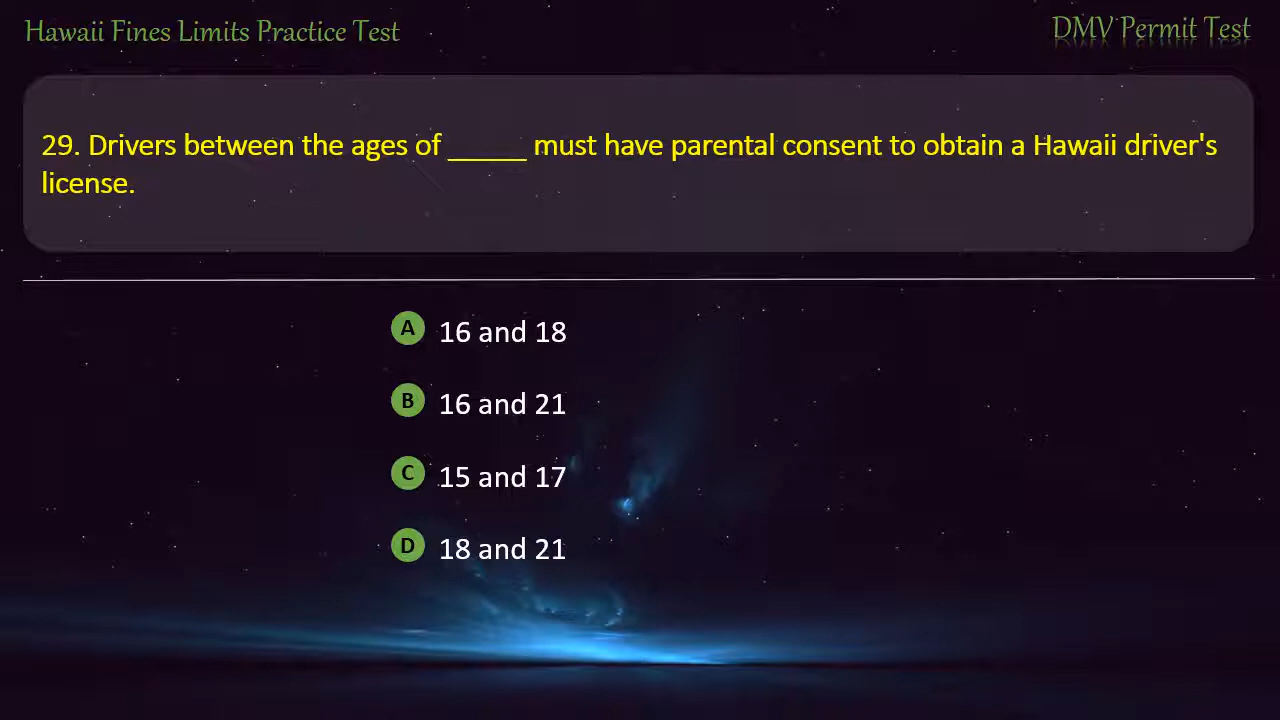 Hawaii Fines Limits Practice Test
DMV Permit Test
29. Drivers between the ages of _____ must have parental consent to obtain a Hawaii driver's
license.
A 16 and 18
B 16 and 21
C 15 and 17
D 18 and 21